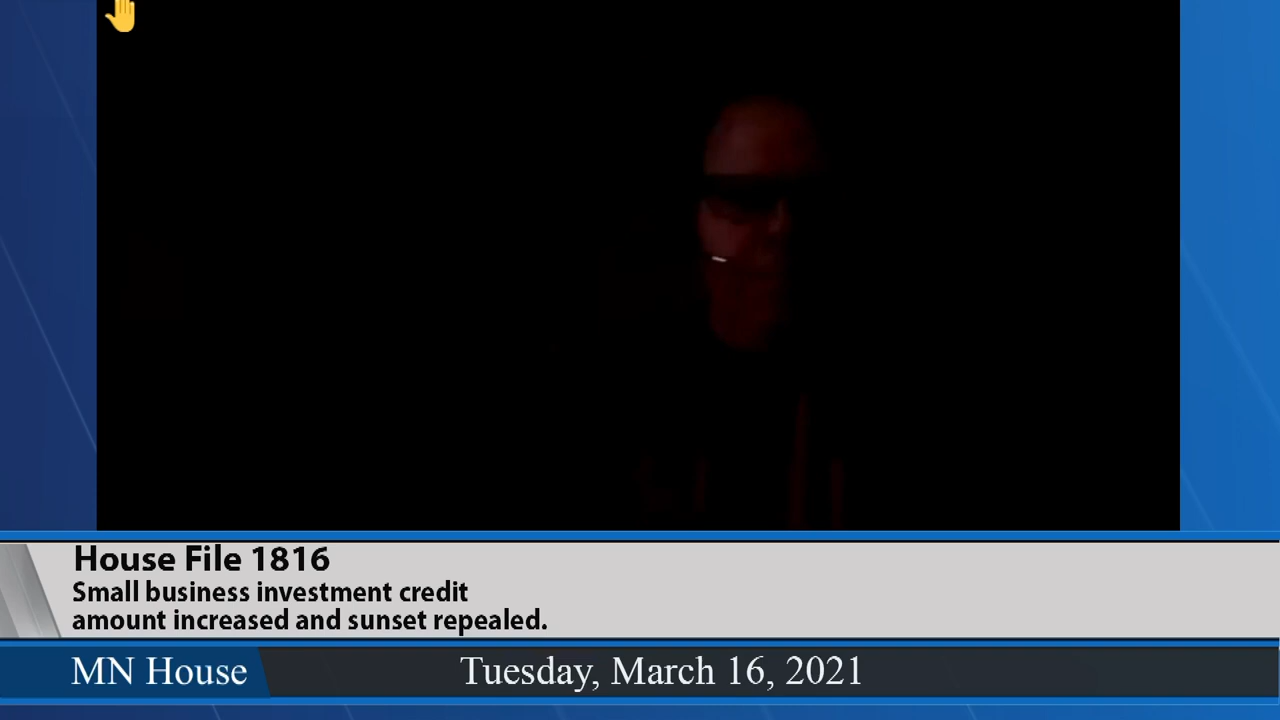 House File 1816
Small business investment credit
amount increased and sunset repealed.
MN House
Tuesday, March 16, 2021